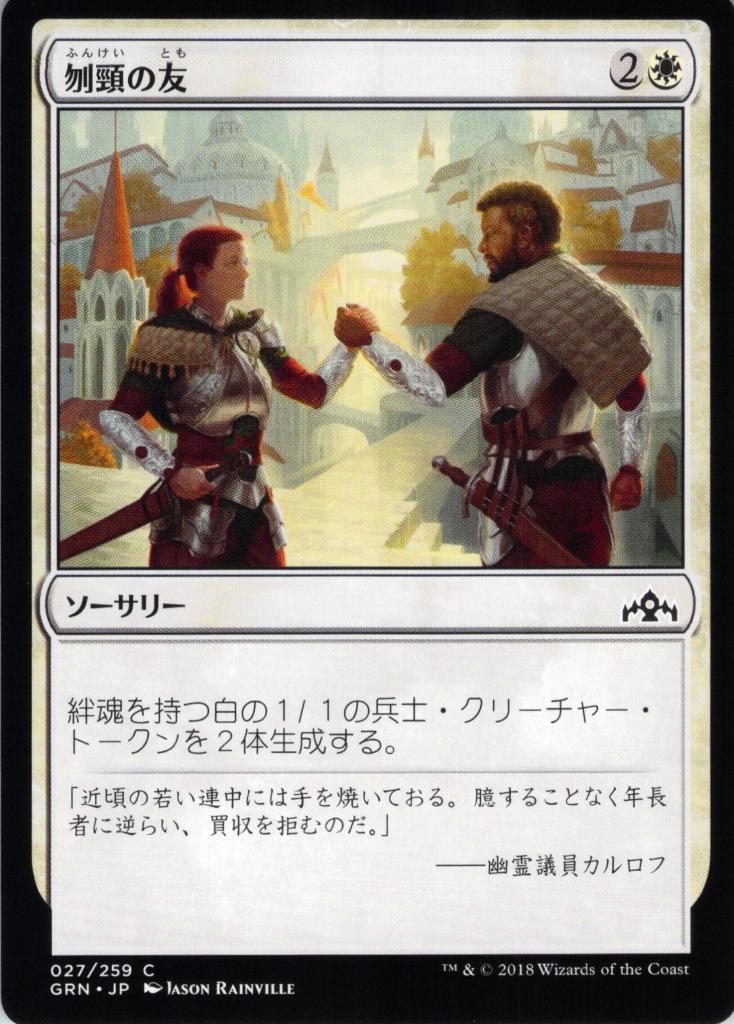 ふんけい とも
刎頸の友
2
ソーサリー
絆魂を持つ白の1/1の兵士・クリーチャー・
トークンを2体生成する。
「近頃の若い連中には手を焼いておる。臆することなく年長
者に逆らい、買収を拒むのだ。」
――幽霊議員カルロフ
027/259 C
™ & © 2018 Wizards of the Coast
GRN • JP JASON RAINVILLE